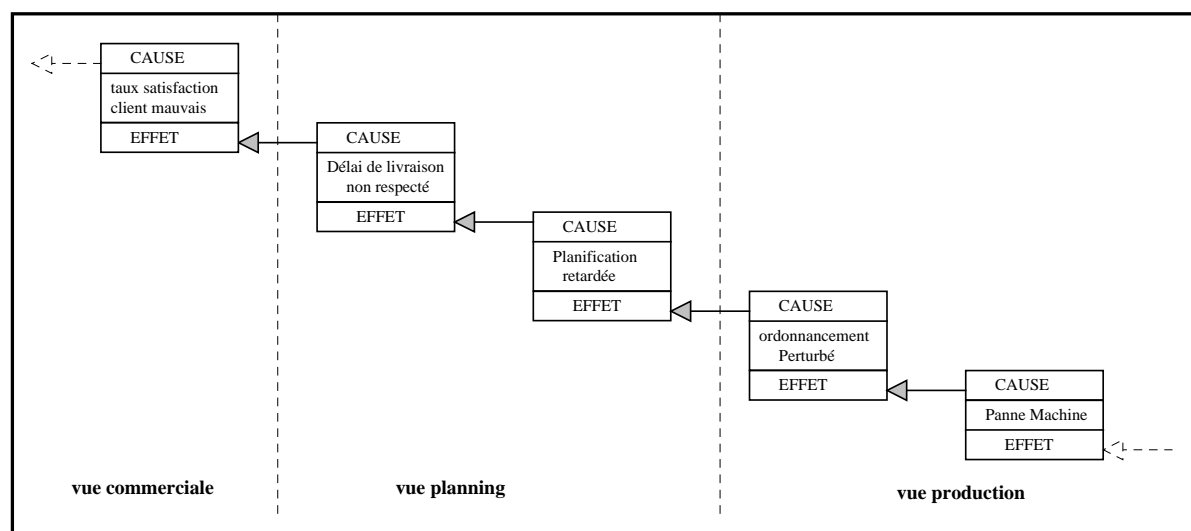 CAUSE
taux satisfaction
client mauvais
EFFET
CAUSE
Délai de livraison
non respecté
EFFET
CAUSE
Planification
retardée
EFFET
CAUSE
ordonnancement
Perturbé
EFFET
CAUSE
Panne Machine
EFFET
vue commerciale
vue planning
vue production